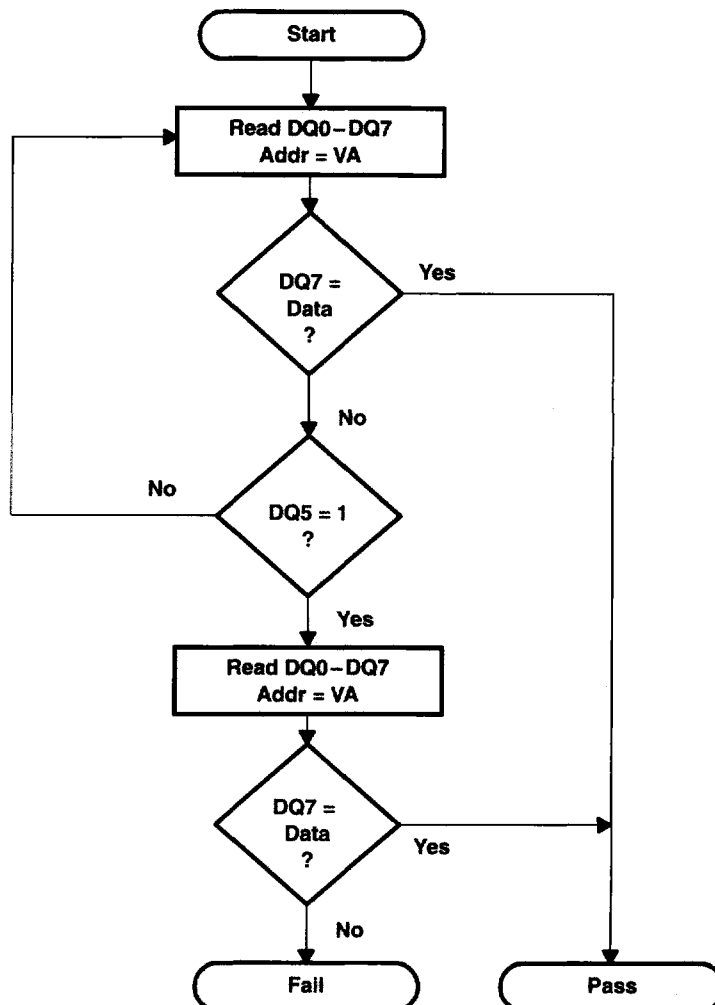 Start
Read DQ0–DQ7
Addr = VA
DQ7 =
Data
?
Yes
No
No
DQ5 = 1
?
Yes
Read DQ0–DQ7
Addr = VA
DQ7 =
Data
?
Yes
No
Fail
Pass